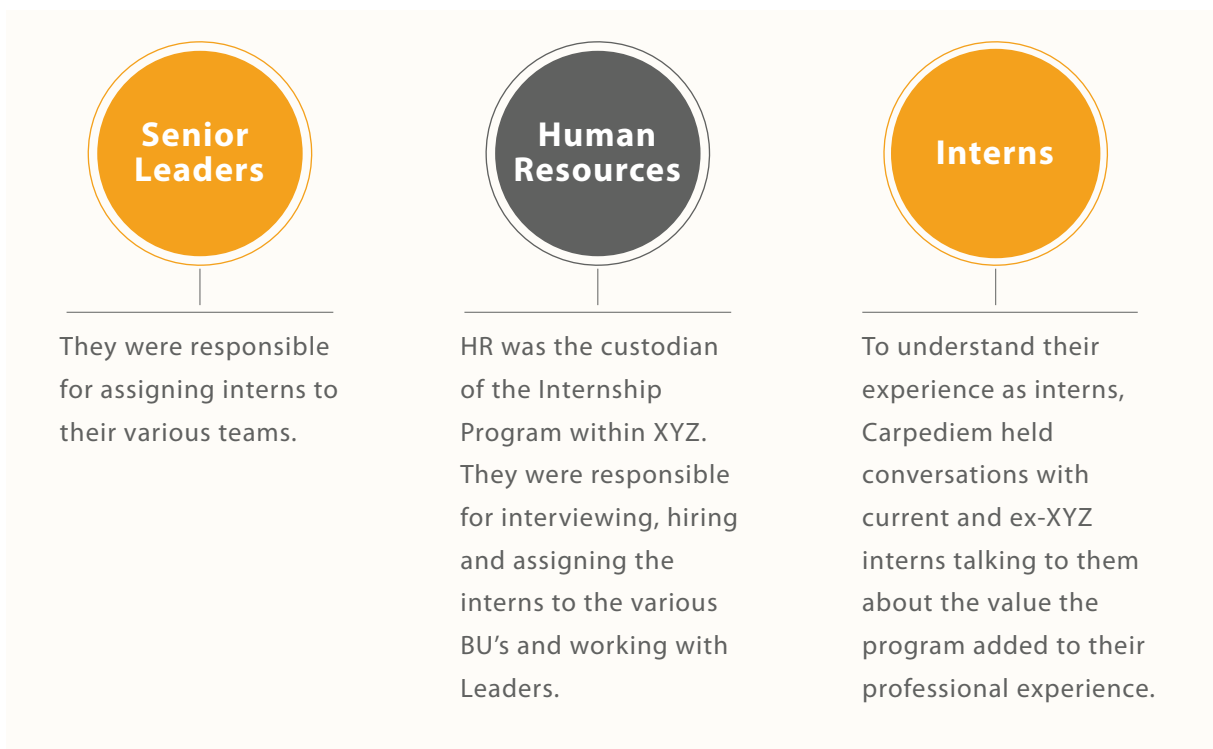 Senior
Leaders
They were responsible
for assigning interns to
their various teams.
Human
Resources
HR was the custodian
of the Internship
Program within XYZ.
They were responsible
for interviewing, hiring
and assigning the
interns to the various
BU’s and working with
Leaders.
Interns
To understand their
experience as interns,
Carpediem held
conversations with
current and ex-XYZ
interns talking to them
about the value the
program added to their
professional experience.